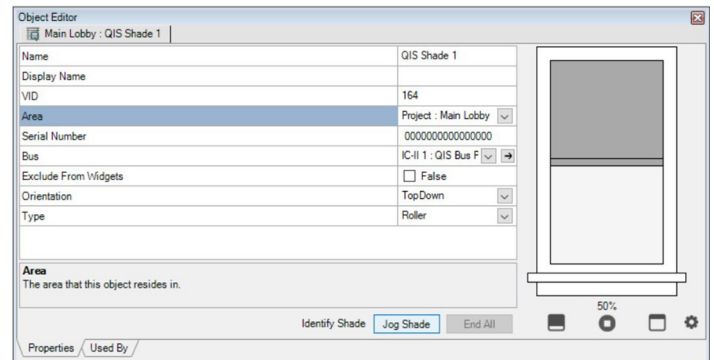 Object Editor
Main Lobby : QIS Shade 1
Name QIS Shade 1
Display Name
VID 164
Area Project : Main Lobby
Serial Number 0000000000000000
Bus IC-II 1 : QIS Bus F
Exclude From Widgets False
Orientation TopDown
Type Roller
Area
The area that this object resides in.
50%
Identify Shade Jog Shade End All
Properties Used By